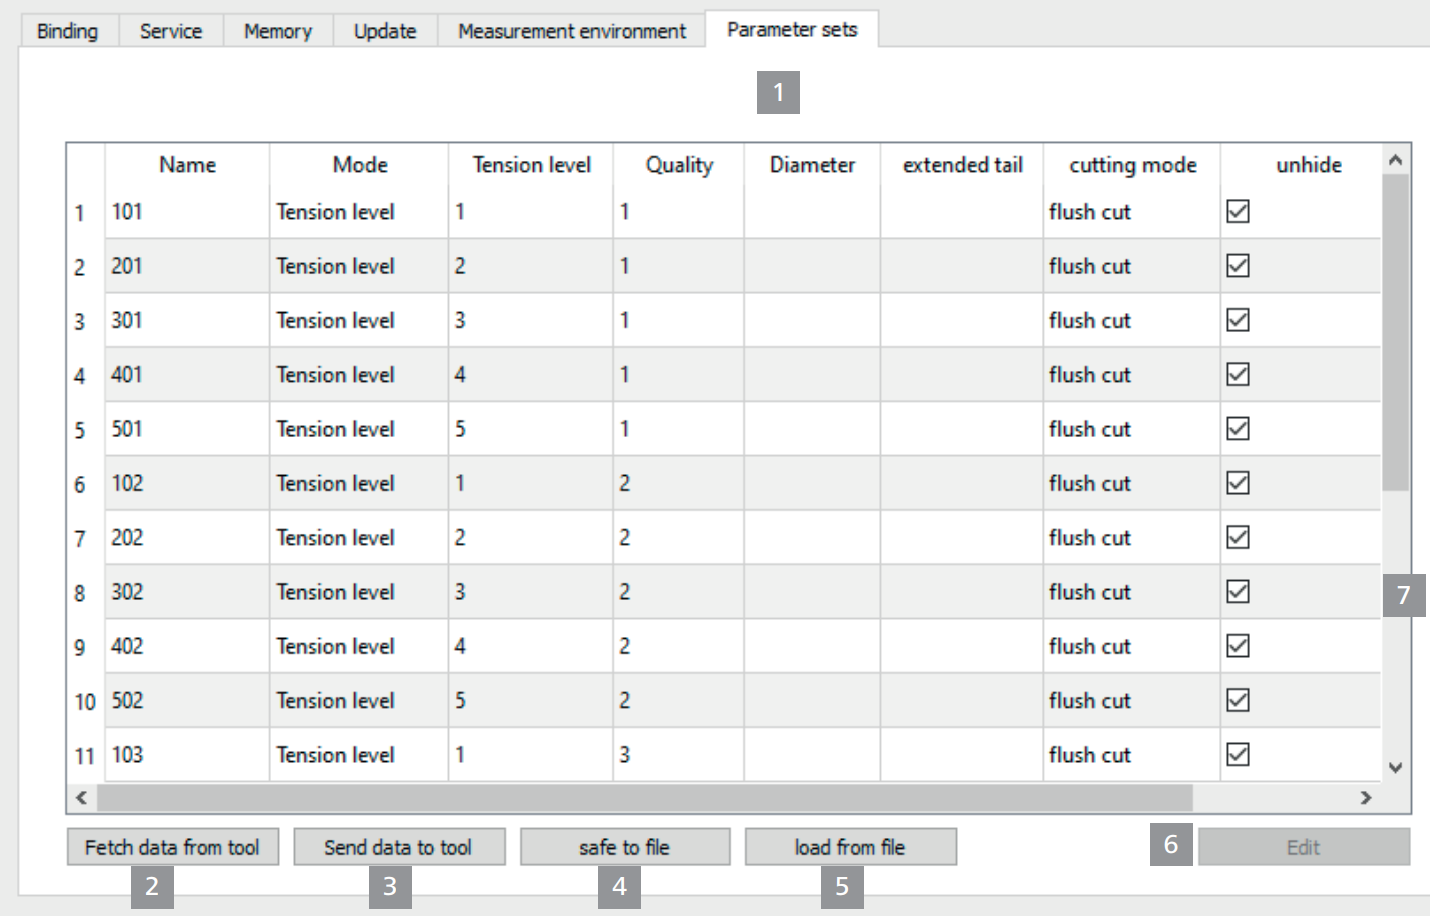 Binding Service Memory Update Measurement environment Parameter sets
1
Name Mode Tension level Quality Diameter extended tail cutting mode unhide
1 101 Tension level 1 1 flush cut
2 201 Tension level 2 1 flush cut
3 301 Tension level 3 1 flush cut
4 401 Tension level 4 1 flush cut
5 501 Tension level 5 1 flush cut
6 102 Tension level 1 2 flush cut
7 202 Tension level 2 2 flush cut
8 302 Tension level 3 2 flush cut
7
9 402 Tension level 4 2 flush cut
10 502 Tension level 5 2 flush cut
11 103 Tension level 1 3 flush cut
Fetch data from tool Send data to tool safe to file load from file 6 Edit
2 3 4 5